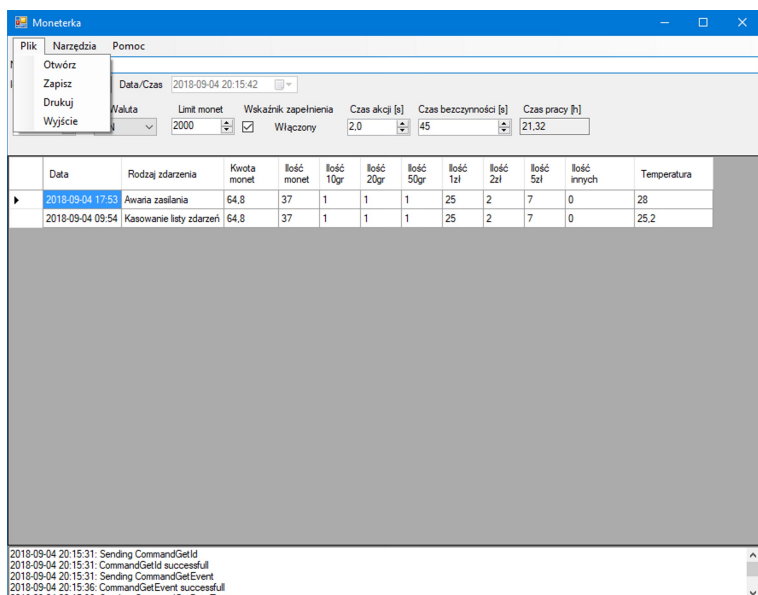 Moneterka
Plik Narzędzia Pomoc
Otwórz
Zapisz
Drukuj
Wyjście
Data/Czas 2018-09-04 20:15:42
Waluta Limit monet Wskaźnik zapełnienia Czas akcji [s] Czas bezczynności [s] Czas pracy [h]
2000 Włączony 2,0 45 21,32
Data Rodzaj zdarzenia Kwota monet Ilość monet Ilość 10gr Ilość 20gr Ilość 50gr Ilość 1zł Ilość 2zł Ilość 5zł Ilość innych Temperatura
2018-09-04 17:53 Awaria zasilania 64,8 37 1 1 1 25 2 7 0 28
2018-09-04 09:54 Kasowanie listy zdarzeń 64,8 37 1 1 1 25 2 7 0 25,2
2018-09-04 20:15:31: Sending CommandGetId
2018-09-04 20:15:31: CommandGetId successfull
2018-09-04 20:15:31: Sending CommandGetEvent
2018-09-04 20:15:36: CommandGetEvent successfull